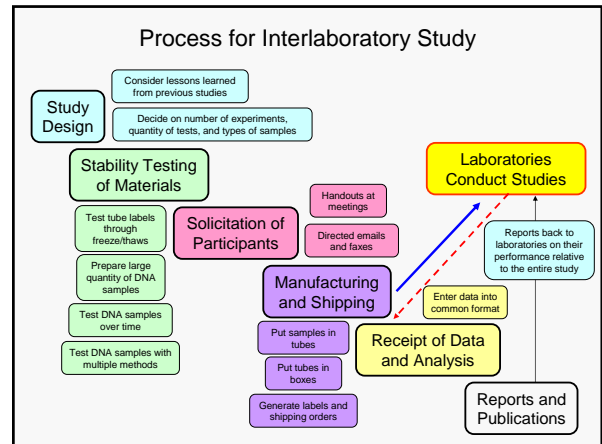 Process for Interlaboratory Study
Study
Design
Consider lessons learned
from previous studies
Decide on number of experiments,
quantity of tests, and types of samples
Stability Testing
of Materials
Test tube labels
through
freeze/thaws
Prepare large
quantity of DNA
samples
Test DNA samples
over time
Test DNA samples with
multiple methods
Solicitation of
Participants
Handouts at
meetings
Directed emails
and faxes
Manufacturing
and Shipping
Put samples in
tubes
Put tubes in
boxes
Generate labels and
shipping orders
Laboratories
Conduct Studies
Enter data into
common format
Receipt of Data
and Analysis
Reports back to
laboratories on their
performance relative
to the entire study
Reports and
Publications